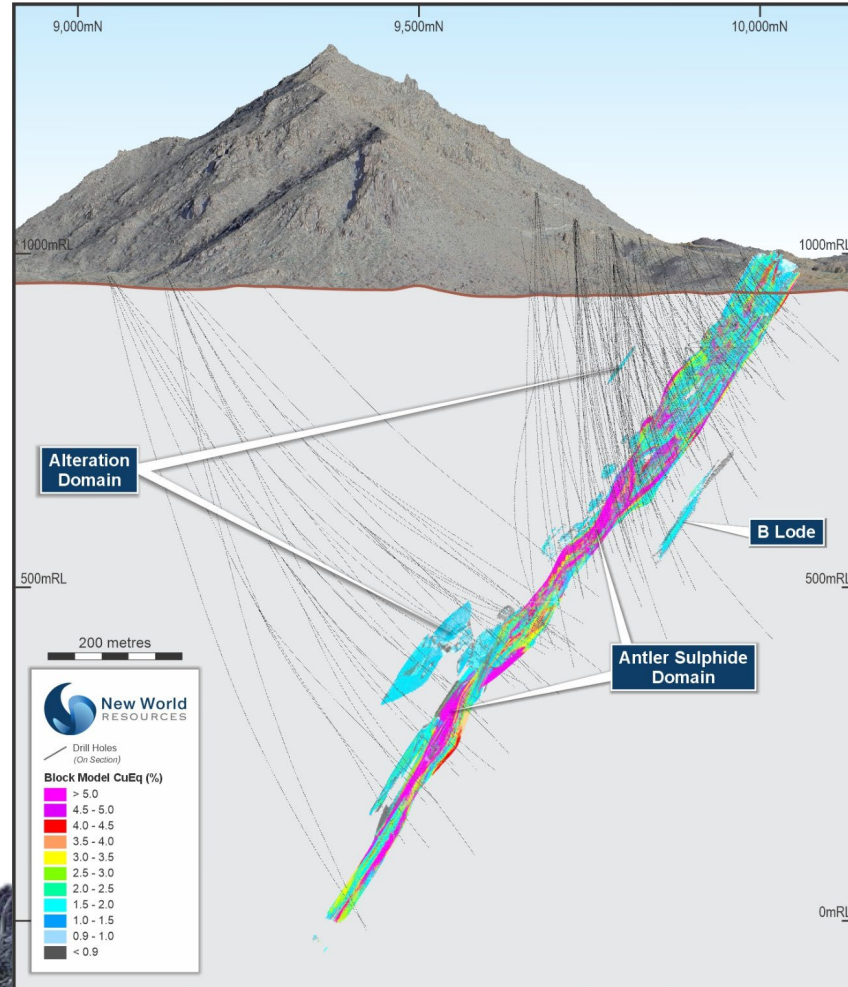 9,000mN
9,500mN
10,000mN
1000mRL
1000mRL
Alteration
Domain
B Lode
500mRL
500mRL
200 metres
Antler Sulphide
Domain
New World
RESOURCES
Drill Holes
(On Section)
Block Model CuEq (%)
> 5.0
4.5 - 5.0
4.0 - 4.5
3.5 - 4.0
3.0 - 3.5
2.5 - 3.0
2.0 - 2.5
1.5 - 2.0
1.0 - 1.5
0.9 - 1.0
< 0.9
0mRL